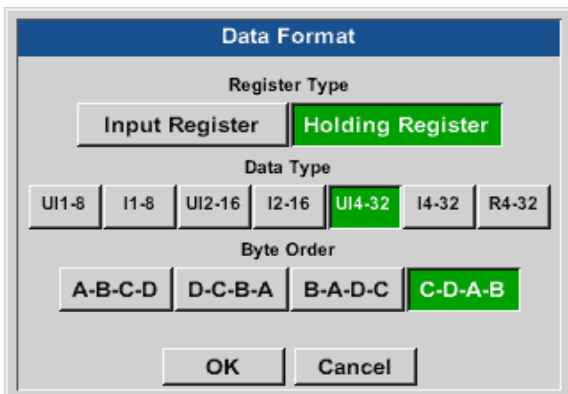 Data Format
Register Type
Input Register Holding Register
Data Type
UI1-8 I1-8 UI2-16 I2-16 UI4-32 I4-32 R4-32
Byte Order
A-B-C-D D-C-B-A B-A-D-C C-D-A-B
OK Cancel